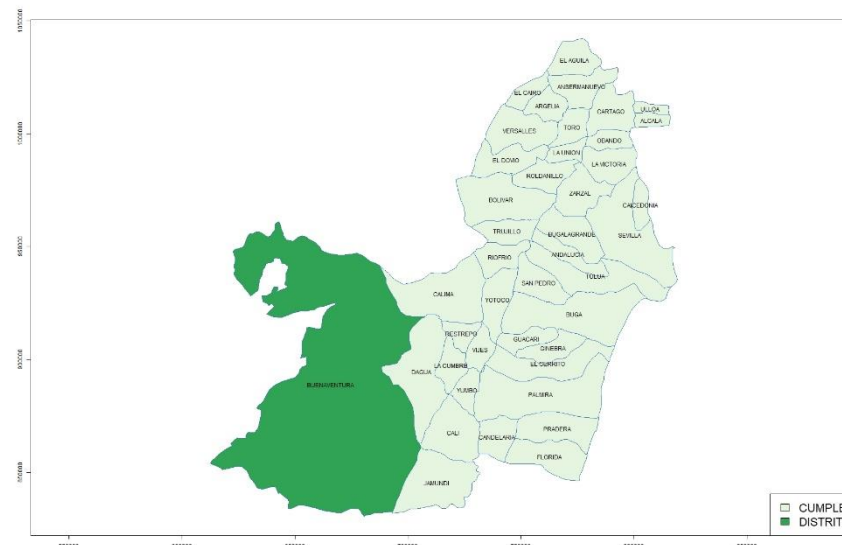 EL AGUILA
ANSERMANUEVO
EL CAIRO
ARGELIA
CARTAGO
ULLOA
ALCALA
VERSALLES
TORO
OBANDO
LA UNION
EL DOVIO
LA VICTORIA
ROLDANILLO
ZARZAL
BOLIVAR
CAICEDONIA
TRUJILLO
BUGALAGRANDE
SEVILLA
ANDALUCIA
RIOFRIO
TULUA
SAN PEDRO
CALIMA
YOTOCO
BUGA
RESTREPO
GUACARI
VIJES
GINEBRA
DAGUA
LA CUMBRE
EL CERRITO
BUENAVENTURA
YUMBO
PALMIRA
CALI
CANDELARIA
PRADERA
FLORIDA
JAMUNDI
CUMPLE
DISTRIT